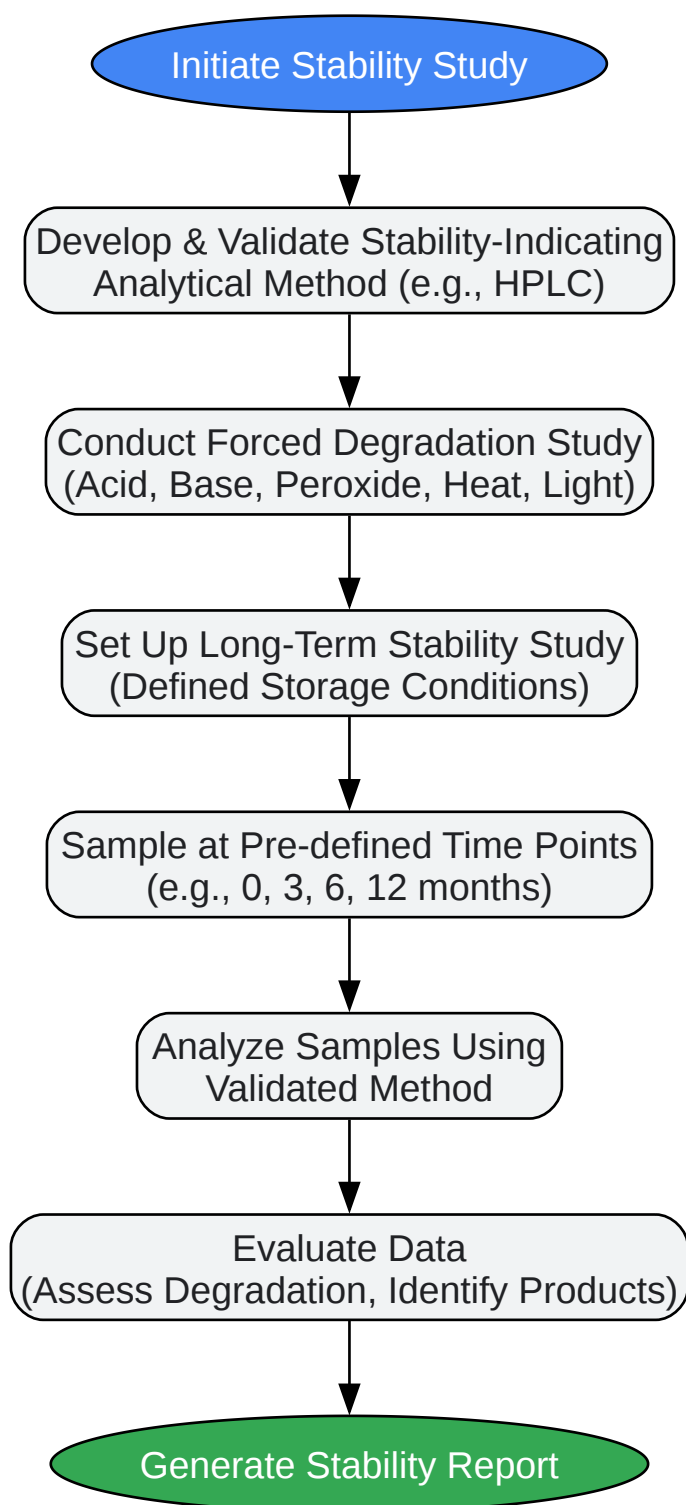 Initiate Stability Study
Develop & Validate Stability-Indicating
Analytical Method (e.g., HPLC)
Conduct Forced Degradation Study
(Acid, Base, Peroxide, Heat, Light)
Set Up Long-Term Stability Study
(Defined Storage Conditions)
Sample at Pre-defined Time Points
(e.g., 0, 3, 6, 12 months)
Analyze Samples Using
Validated Method
Evaluate Data
(Assess Degradation, Identify Products)
Generate Stability Report